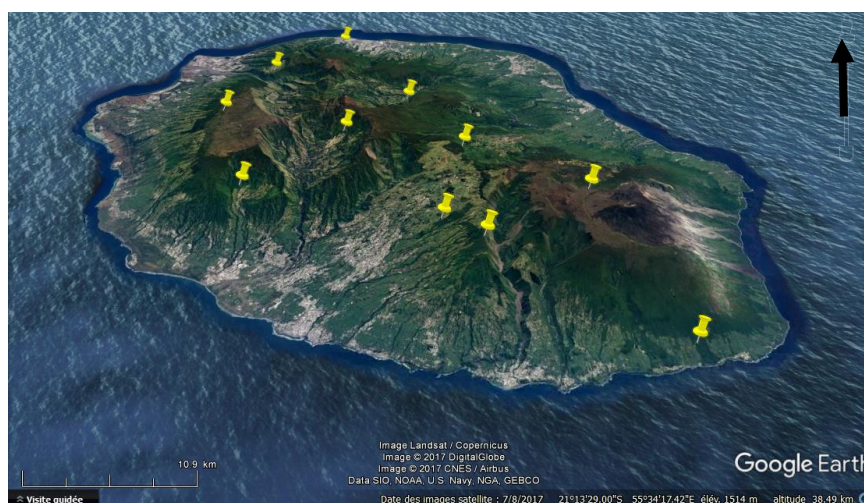 Image Landsat / Copernicus
Image © 2017 DigitalGlobe
Image © 2017 CNES / Airbus
Data SIO, NOAA, U.S. Navy, NGA, GEBCO
10.9 km
Google Earth
Visite guidée
Date des images satellite : 7/8/2017 21°13'29.00"S 55°34'17.42"E élév. 1514 m altitude 38.49 km